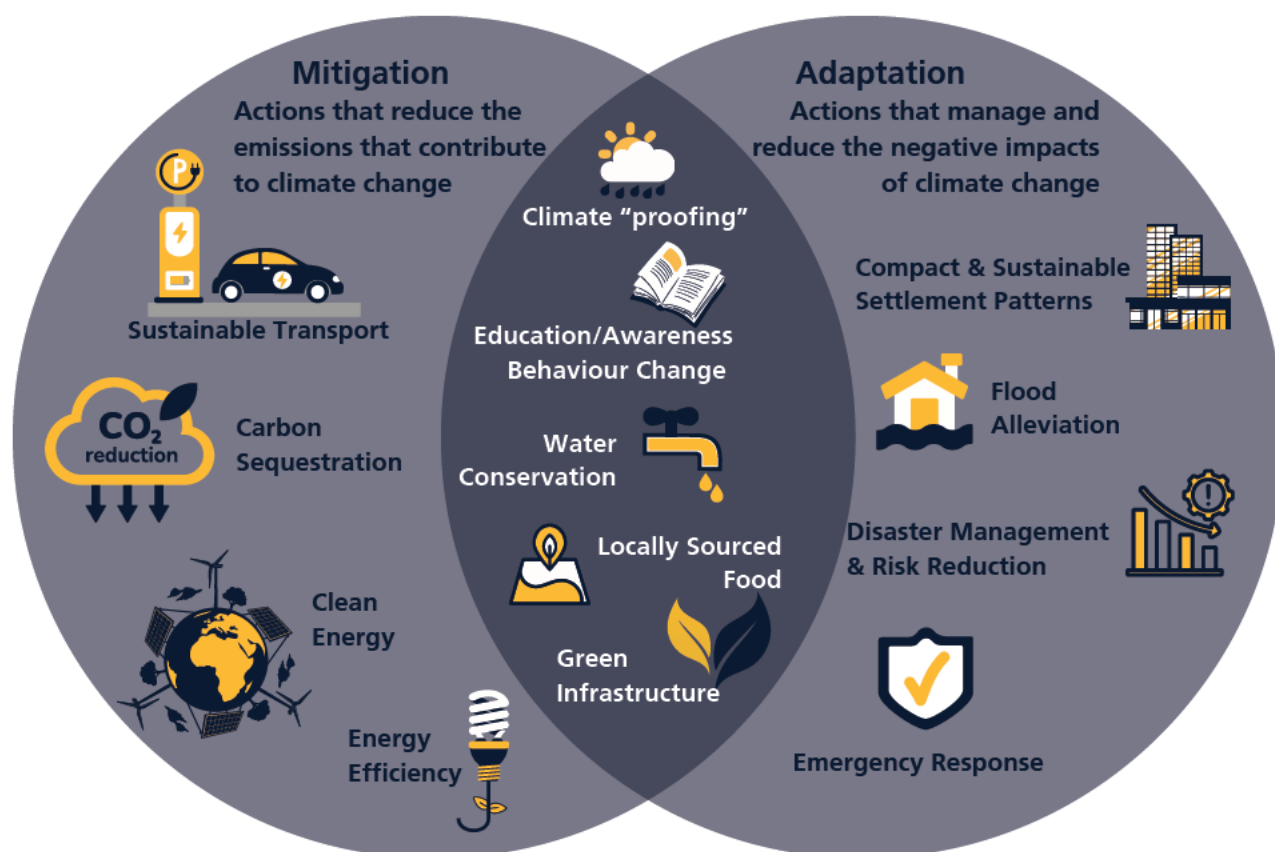 Mitigation
Actions that reduce the
emissions that contribute
to climate change
P
Sustainable Transport
CO₂
reduction
Carbon
Sequestration
Clean
Energy
Energy
Efficiency
Climate “proofing”
Education/Awareness
Behaviour Change
Water
Conservation
Locally Sourced
Food
Green
Infrastructure
Adaptation
Actions that manage and
reduce the negative impacts
of climate change
Compact & Sustainable
Settlement Patterns
Flood
Alleviation
Disaster Management
& Risk Reduction
!
Emergency Response